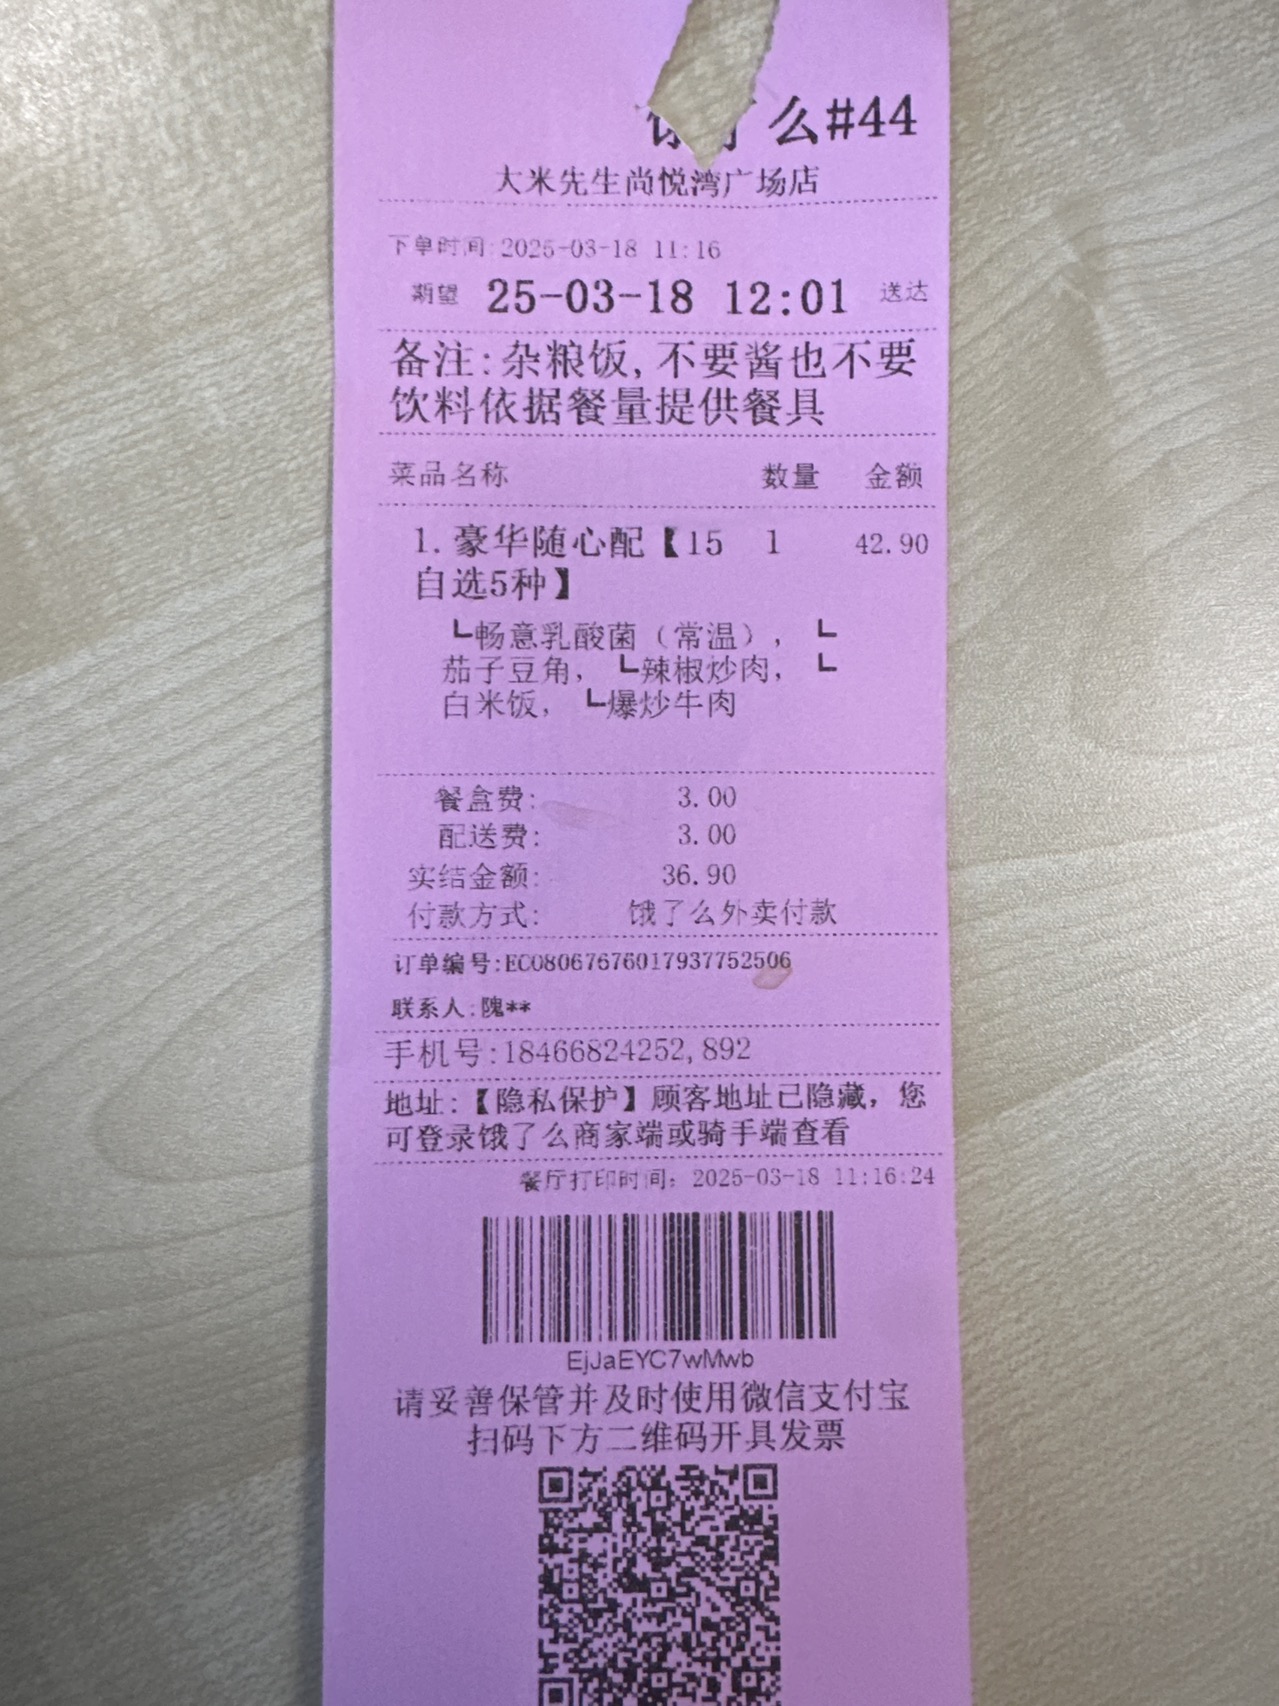 么#44
大米先生尚悦湾广场店
下单时间:2025-03-18 11:16
期望 25-03-18 12:01 送达
备注:杂粮饭,不要酱也不要
饮料依据餐量提供餐具
菜品名称 数量 金额
1.豪华随心配【15 1 42.90
自选5种】
┗畅意乳酸菌（常温）， ┗
茄子豆角， ┗辣椒炒肉， ┗
白米饭， ┗爆炒牛肉
餐盒费: 3.00
配送费: 3.00
实结金额: 36.90
付款方式: 饿了么外卖付款
订单编号:EC0806767601793775​2506
联系人:隗**
手机号:18466824252,892
地址:【隐私保护】顾客地址已隐藏，您
可登录饿了么商家端或骑手端查看
餐厅打印时间：2025-03-18 11:16:24
EjJaEYC7wMwb
请妥善保管并及时使用微信支付宝
扫码下方二维码开具发票